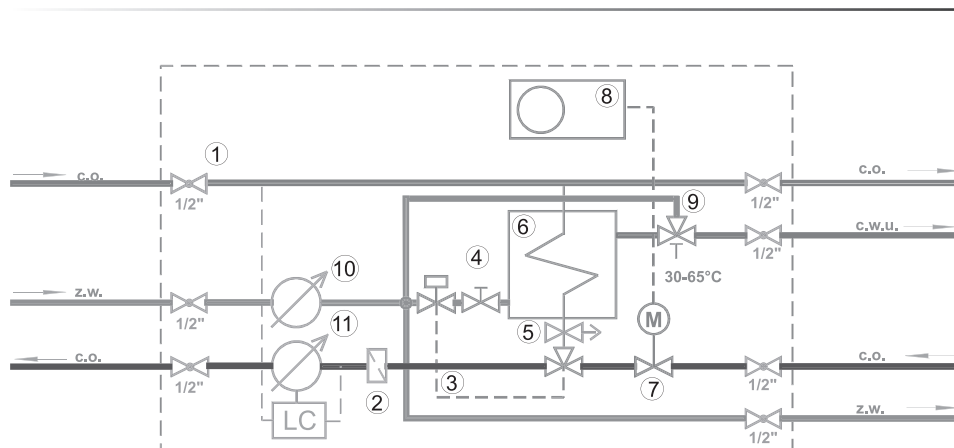 8
1
c.o.
c.o.
1/2"
1/2"
9
6
c.w.u.
4
10
30-65°C
1/2"
z.w.
1/2"
11
5
M
c.o.
c.o.
1/2"
3
7
1/2"
2
z.w.
LC
1/2"